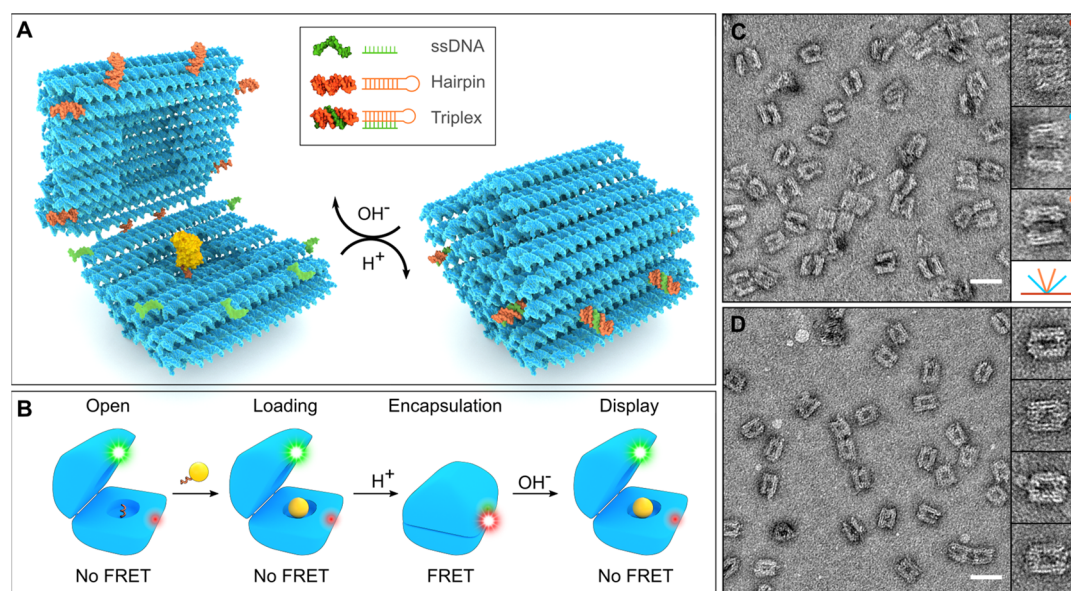 A
ssDNA
Hairpin
Triplex
OH⁻
H⁺
B
Open
Loading
Encapsulation
Display
H⁺
OH⁻
No FRET
No FRET
FRET
No FRET
C
D